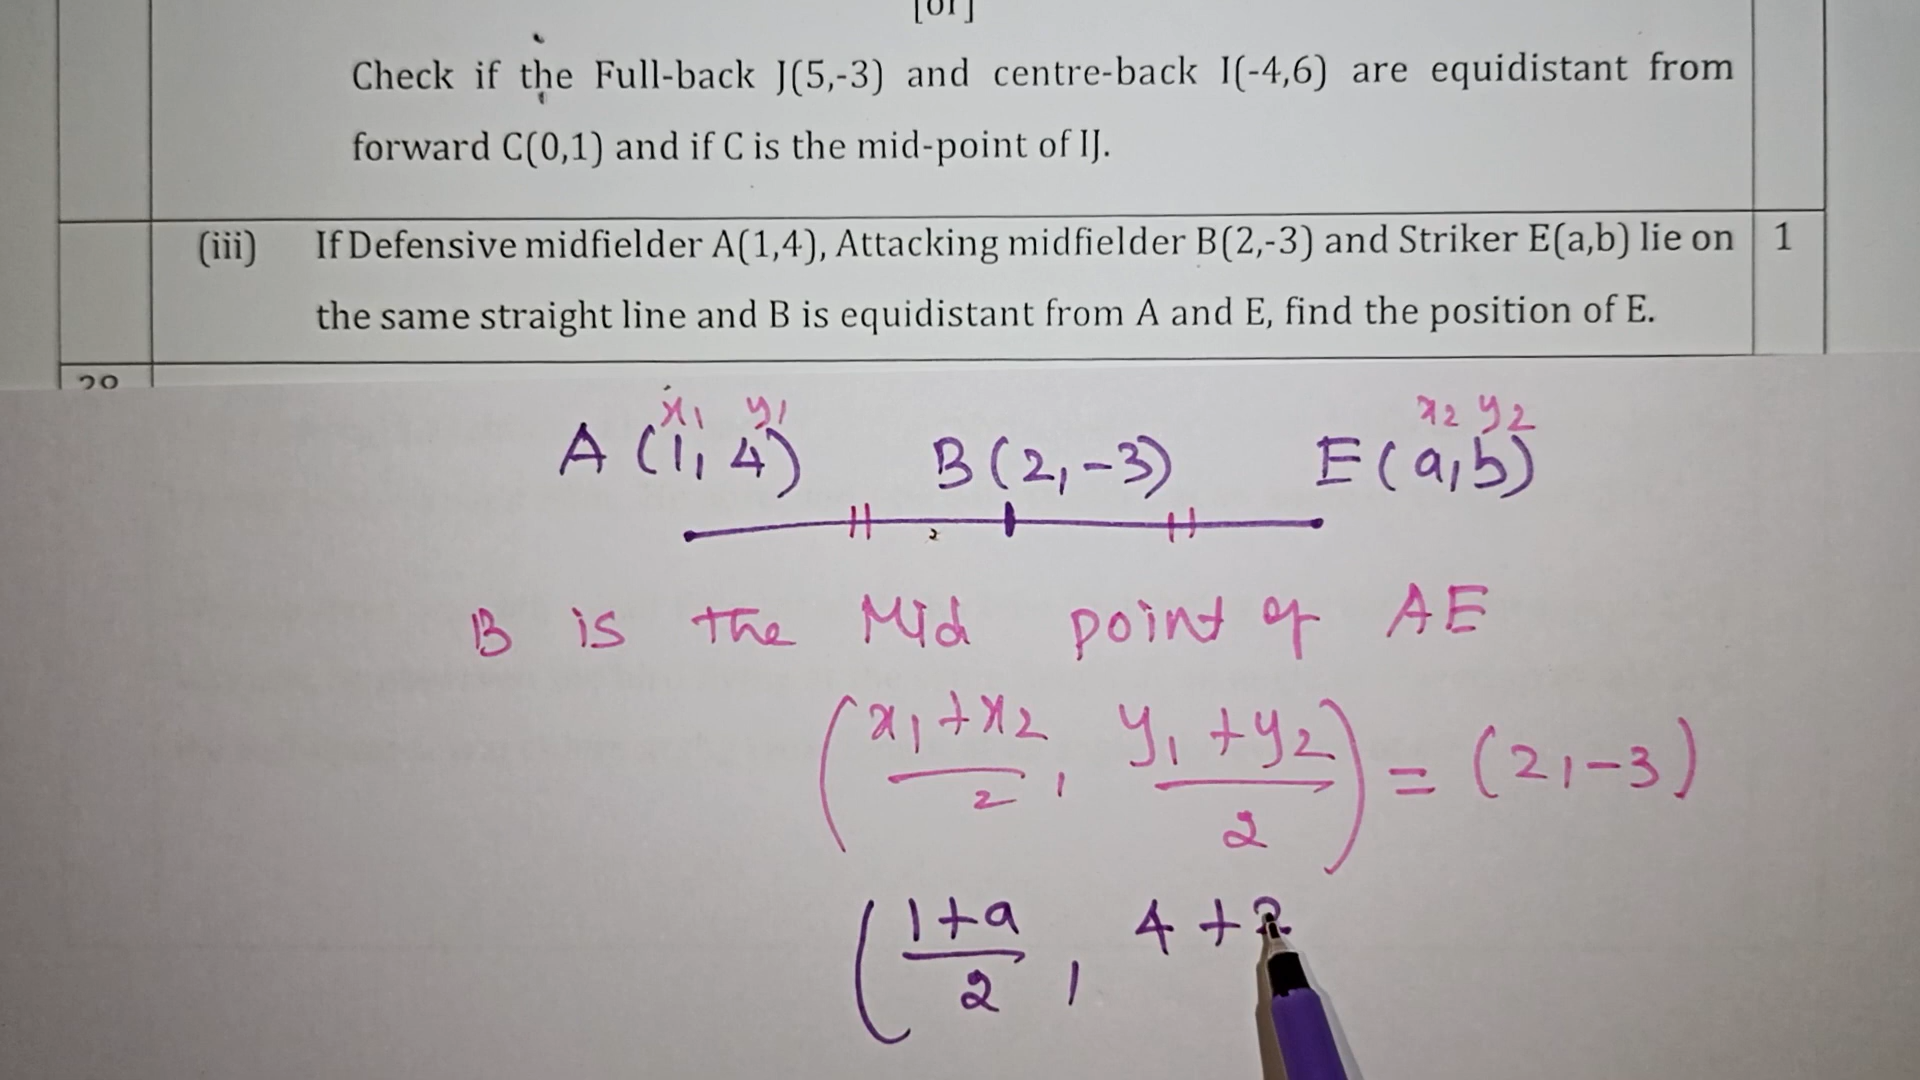 [or]
Check if the Full-back J(5,-3) and centre-back I(-4,6) are equidistant from
forward C(0,1) and if C is the mid-point of IJ.
(iii) If Defensive midfielder A(1,4), Attacking midfielder B(2,-3) and Striker E(a,b) lie on 1
the same straight line and B is equidistant from A and E, find the position of E.
x1 y1 x2 y2
A (1, 4) B (2, -3) E (a, b)
B is the Mid point of AE
(x1+x2/2, y1+y2/2) = (2, -3)
(1+a/2, 4+